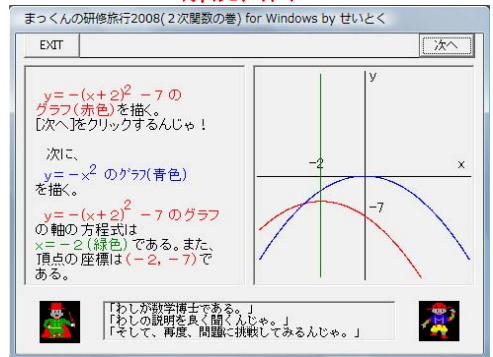 まっくんの研修旅行2008(２次関数の巻) for Windows by せいとく
EXIT
次へ
y=-(x+2)² -7 の
グラフ(赤色)を描く。
[次へ]をクリックするんじゃ！
次に、
y=-x² のグラフ(青色)
を描く。
y=-(x+2)² -7 のグラフ
の軸の方程式は
x=-2(緑色)である。また、
頂点の座標は(-2, -7)で
ある。
y
-2
x
-7
「わしが数学博士である。」
「わしの説明を良く聞くんじゃ。」
「そして、再度、問題に挑戦してみるんじゃ。」